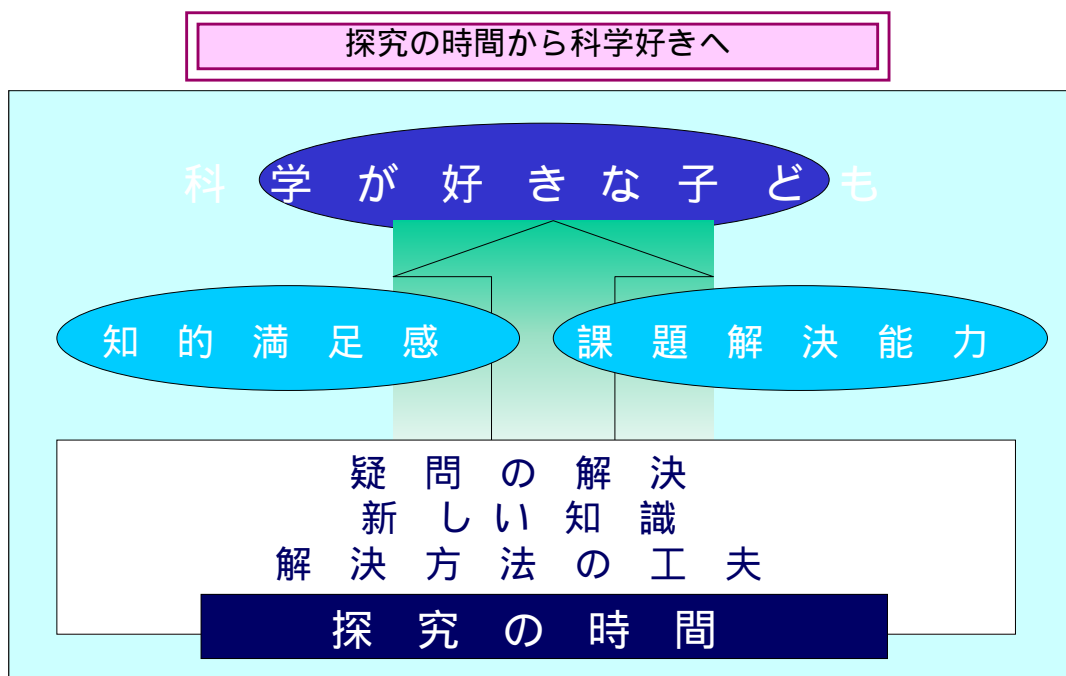 探究の時間から科学好きへ
科学が好きな子ども
知的満足感
課題解決能力
疑問の解決
新しい知識
解決方法の工夫
探究の時間